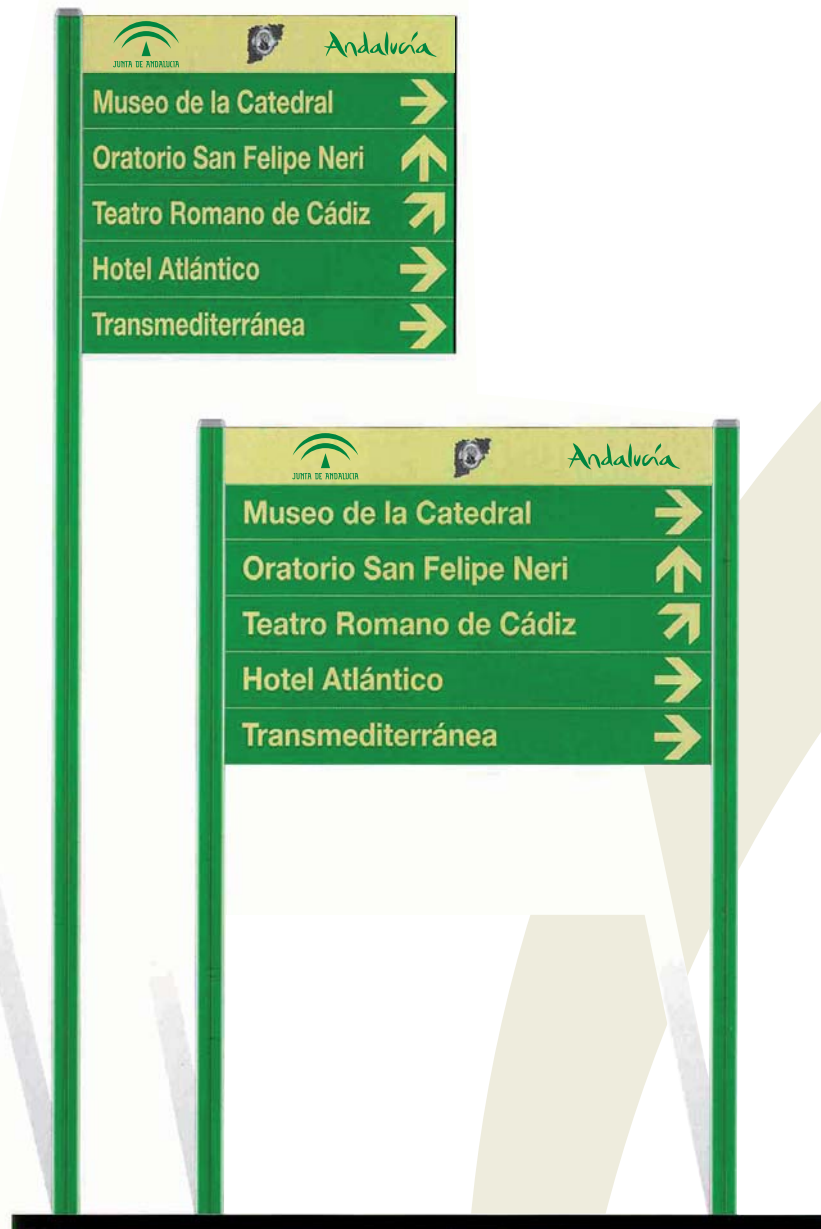 JUNTA DE ANDALUCIA
Andalucía
Museo de la Catedral
Oratorio San Felipe Neri
Teatro Romano de Cádiz
Hotel Atlántico
Transmediterránea
JUNTA DE ANDALUCIA
Andalucía
Museo de la Catedral
Oratorio San Felipe Neri
Teatro Romano de Cádiz
Hotel Atlántico
Transmediterránea